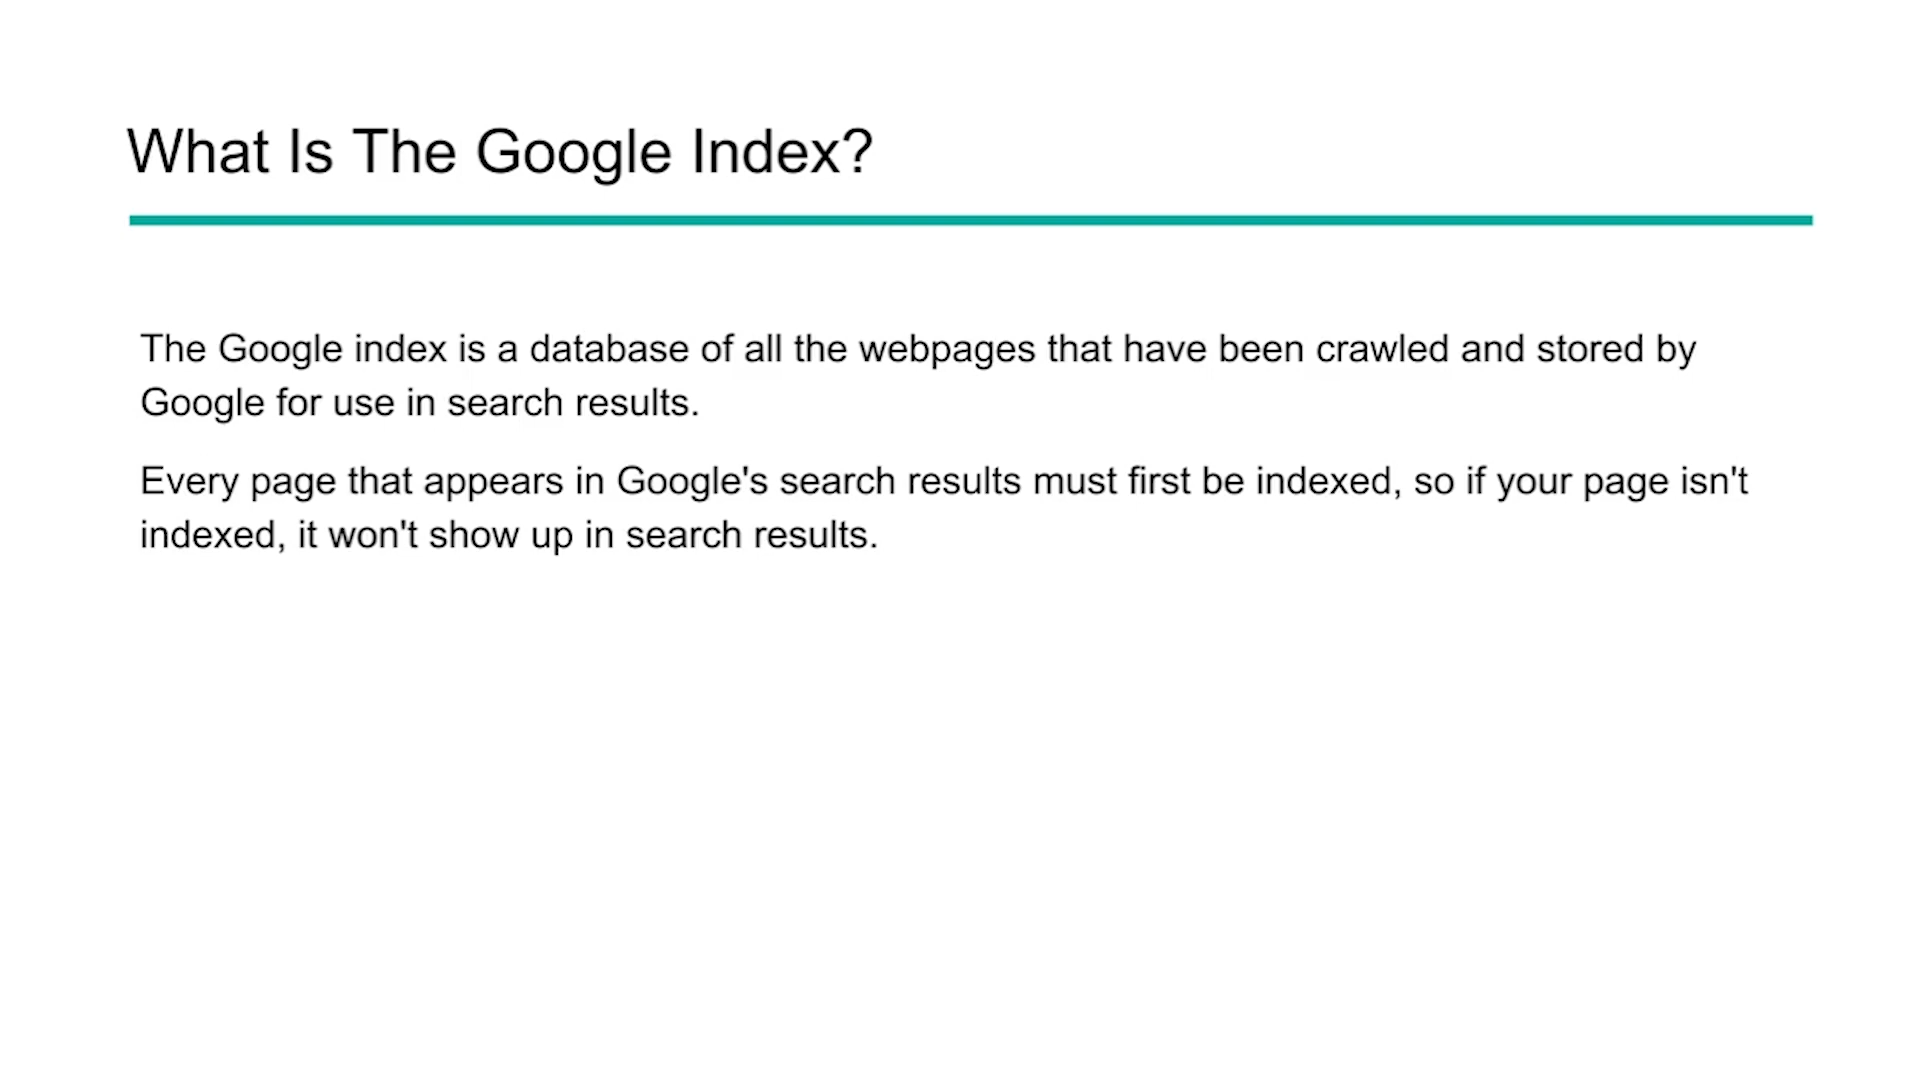 What Is The Google Index?
The Google index is a database of all the webpages that have been crawled and stored by
Google for use in search results.
Every page that appears in Google's search results must first be indexed, so if your page isn't
indexed, it won't show up in search results.